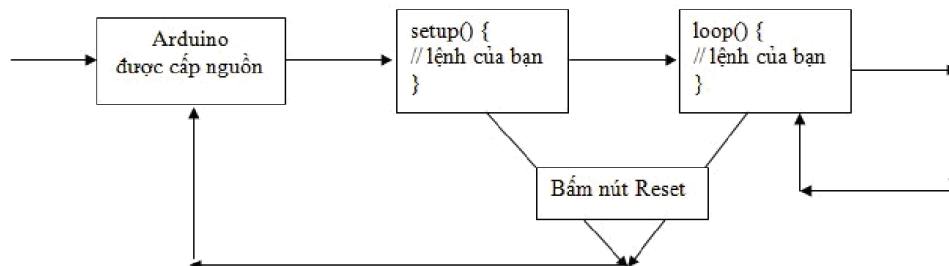 Arduino
được cấp nguồn
setup() {
// lệnh của bạn
}
loop() {
// lệnh của bạn
}
Bấm nút Reset